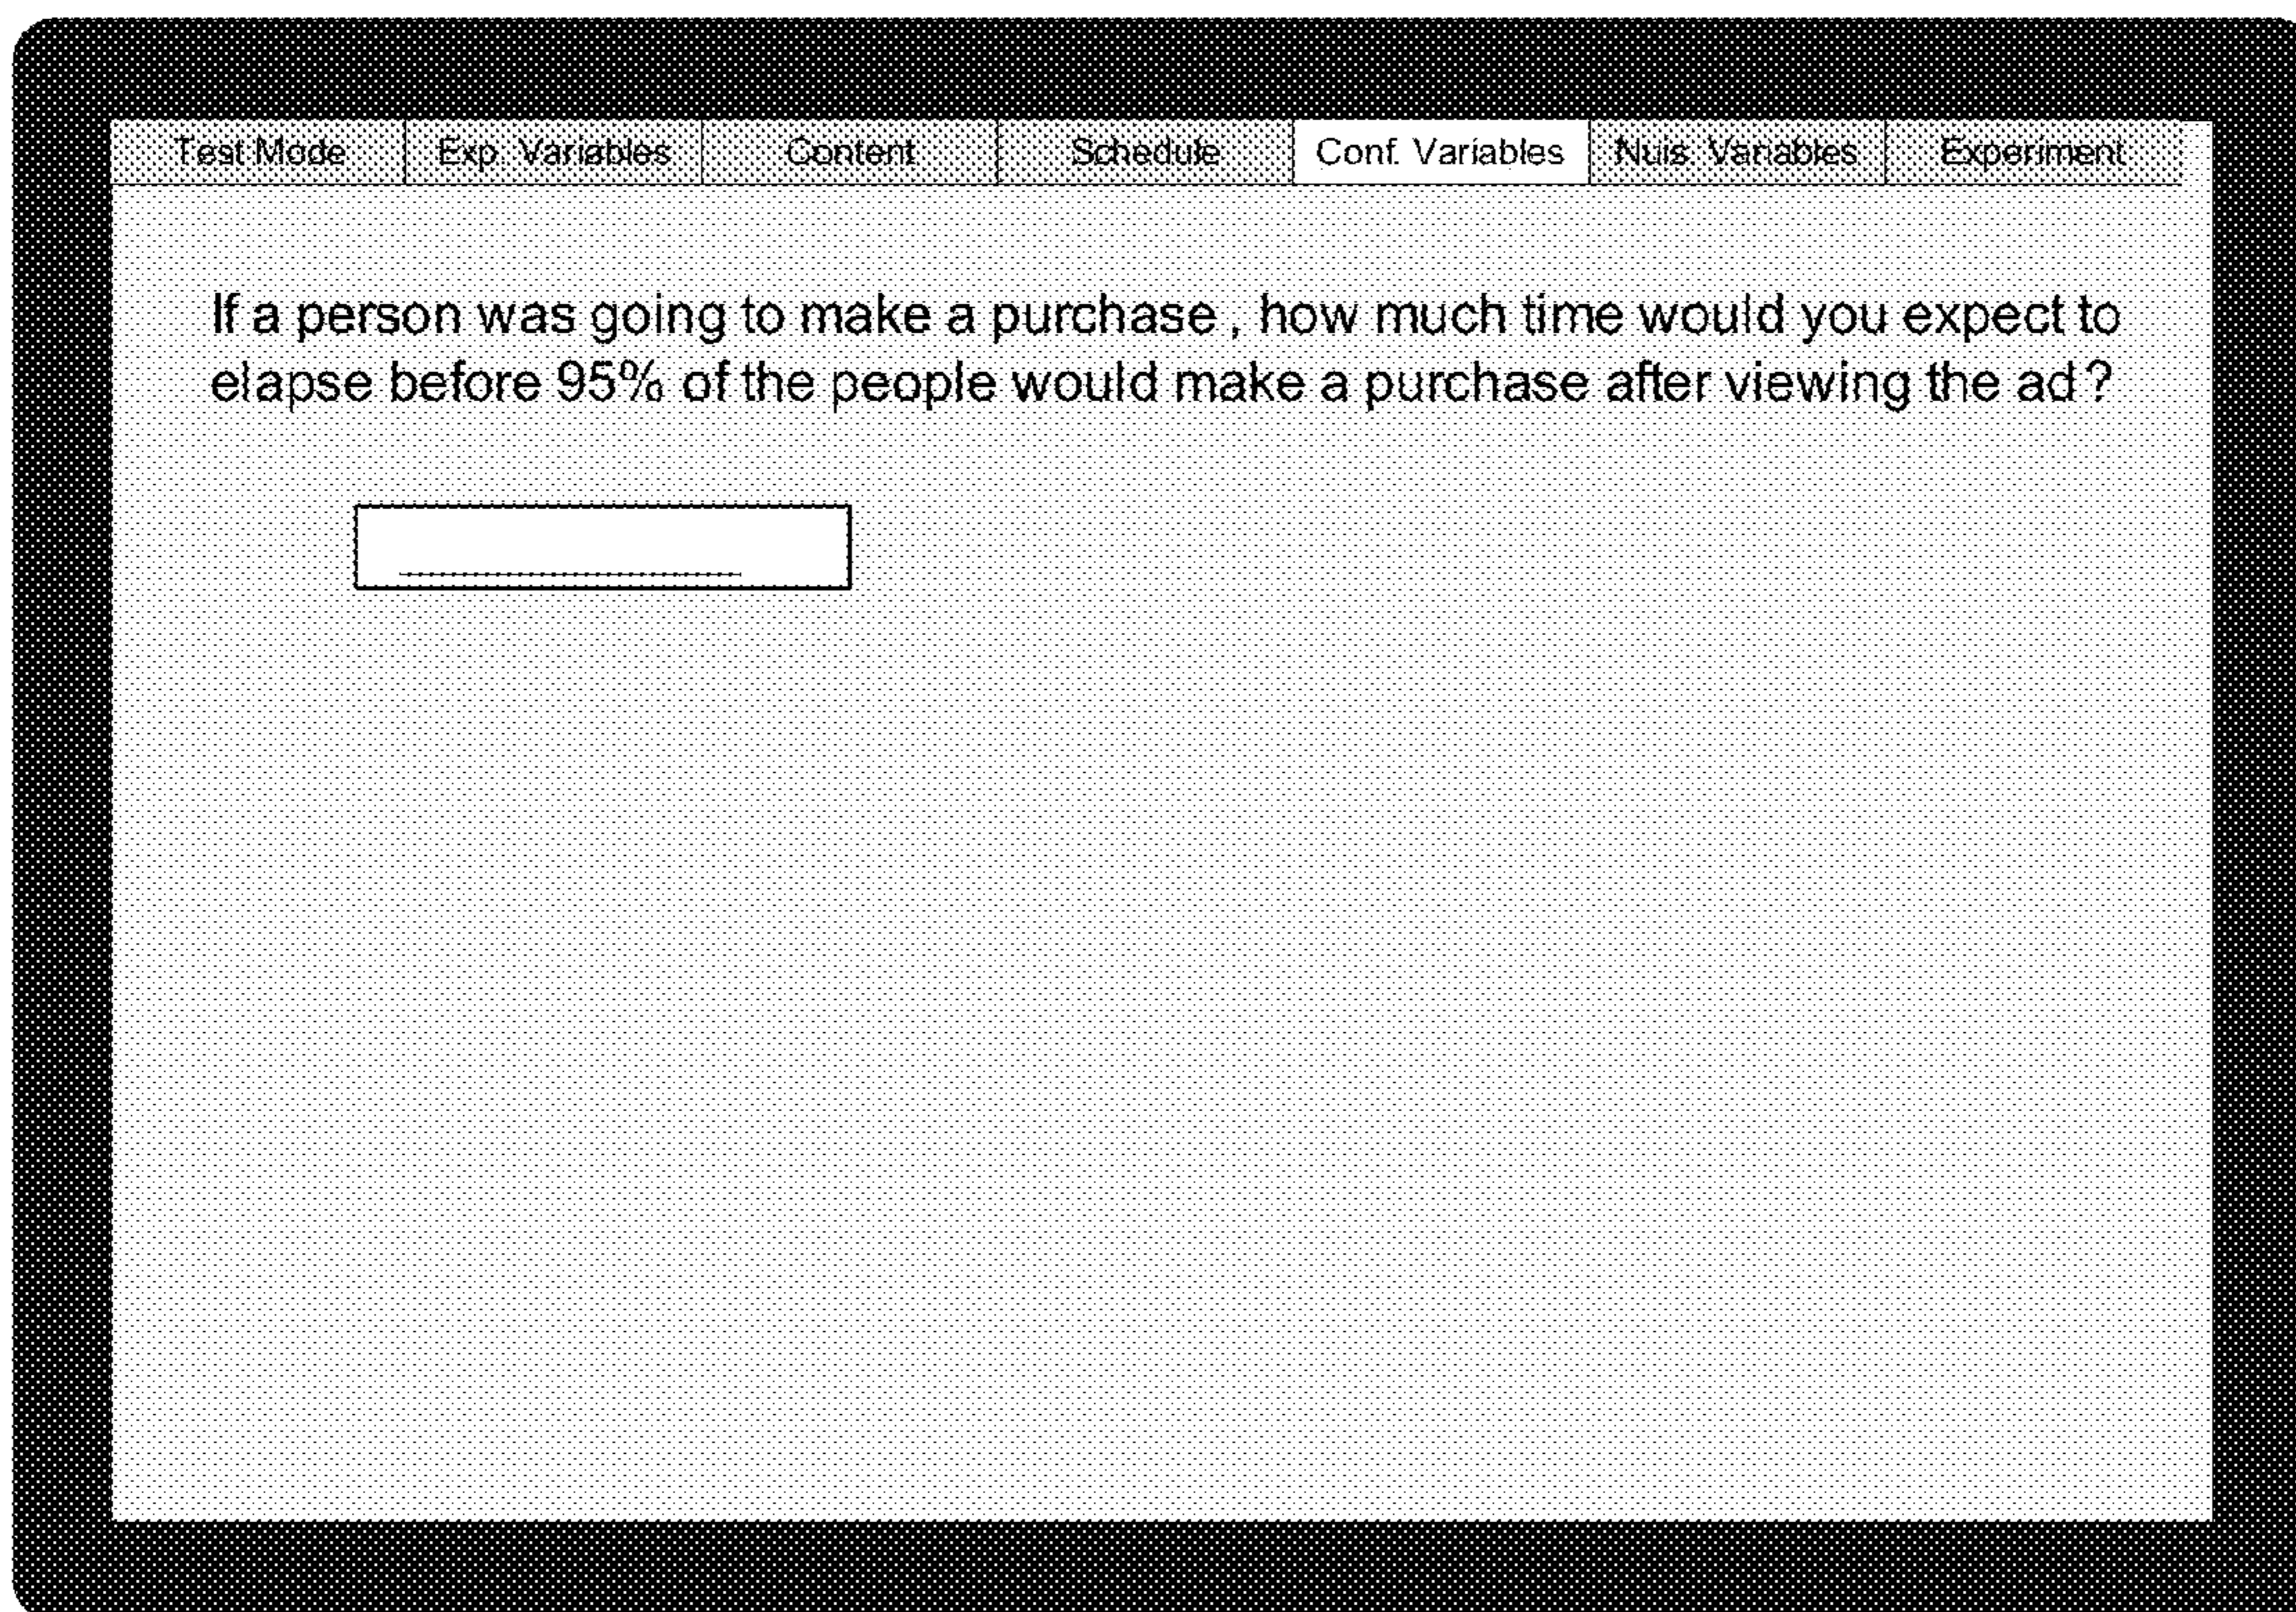 Test Mode Exp. Variables Content Schedule Conf. Variables Nuis. Variables Experiment
If a person was going to make a purchase, how much time would you expect to
elapse before 95% of the people would make a purchase after viewing the ad?